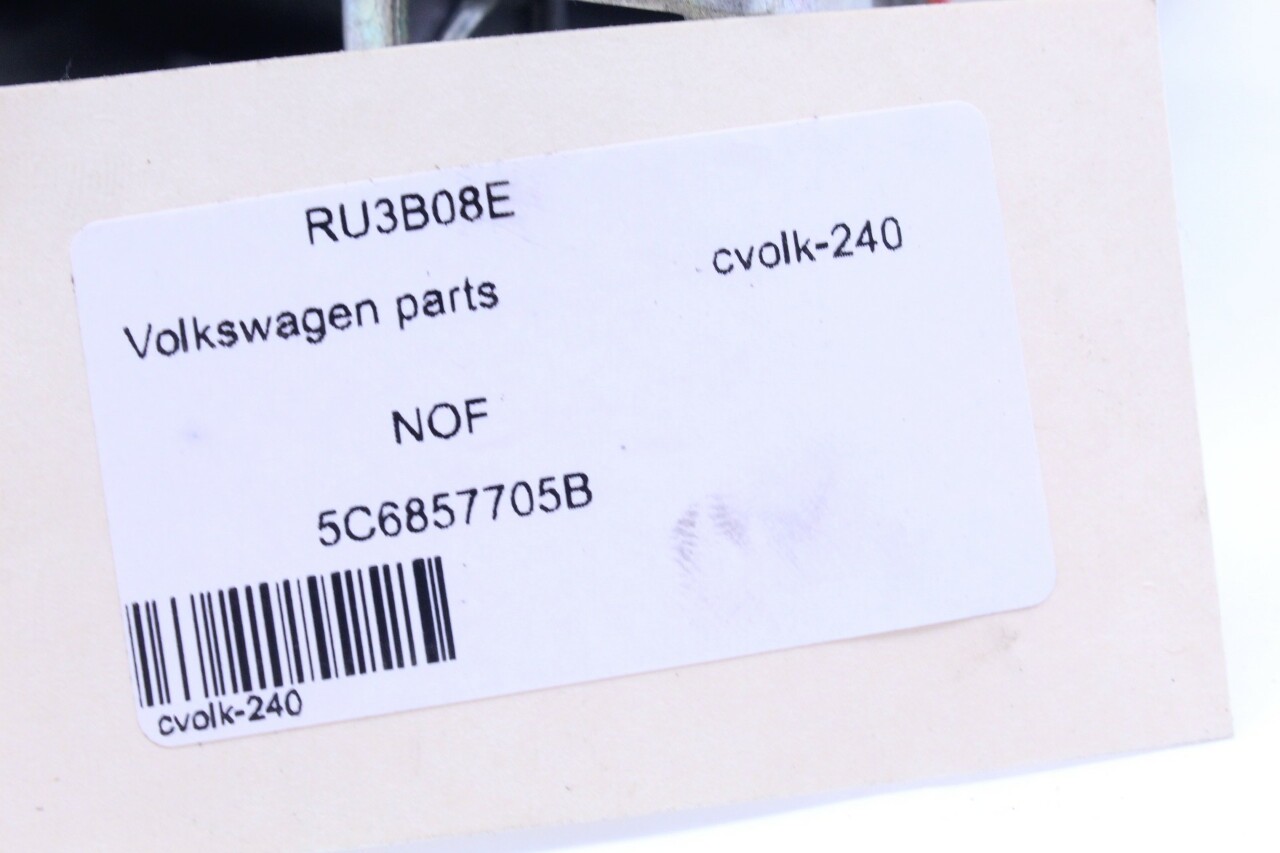 RU3B08E
cvolk-240
Volkswagen parts
NOF
5C6857705B
cvolk-240